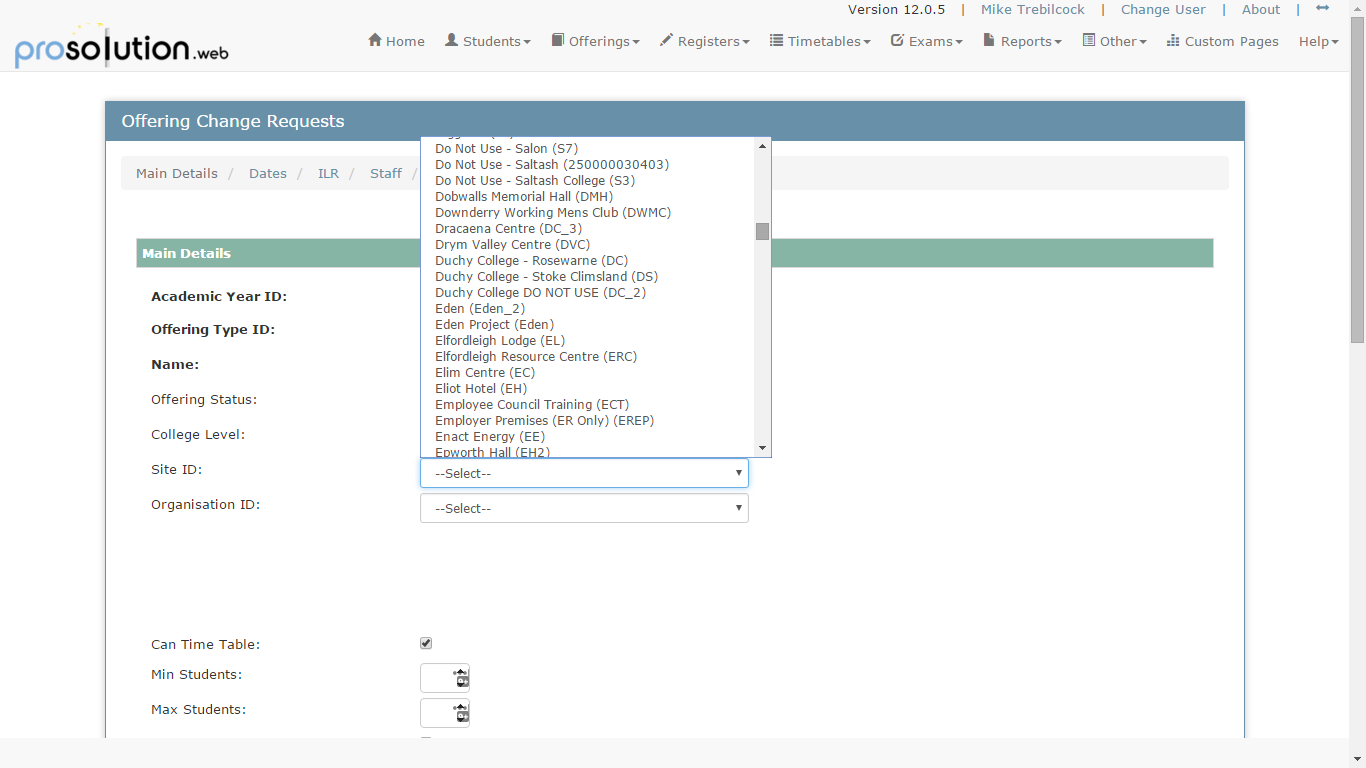 Version 12.0.5 | Mike Trebilcock | Change User | About |
prosolution.web
Home Students Offerings Registers Timetables Exams Reports Other Custom Pages Help
Offering Change Requests
Main Details / Dates / ILR / Staff /
Main Details
Academic Year ID:
Offering Type ID:
Name:
Offering Status:
College Level:
Site ID:
Organisation ID:
Do Not Use - Salon (S7)
Do Not Use - Saltash (250000030403)
Do Not Use - Saltash College (S3)
Dobwalls Memorial Hall (DMH)
Downderry Working Mens Club (DWMC)
Dracaena Centre (DC_3)
Drym Valley Centre (DVC)
Duchy College - Rosewarne (DC)
Duchy College - Stoke Climsland (DS)
Duchy College DO NOT USE (DC_2)
Eden (Eden_2)
Eden Project (Eden)
Elfordleigh Lodge (EL)
Elfordleigh Resource Centre (ERC)
Elim Centre (EC)
Eliot Hotel (EH)
Employee Council Training (ECT)
Employer Premises (ER Only) (EREP)
Enact Energy (EE)
Epworth Hall (EH2)
--Select--
--Select--
Can Time Table:
Min Students:
Max Students: